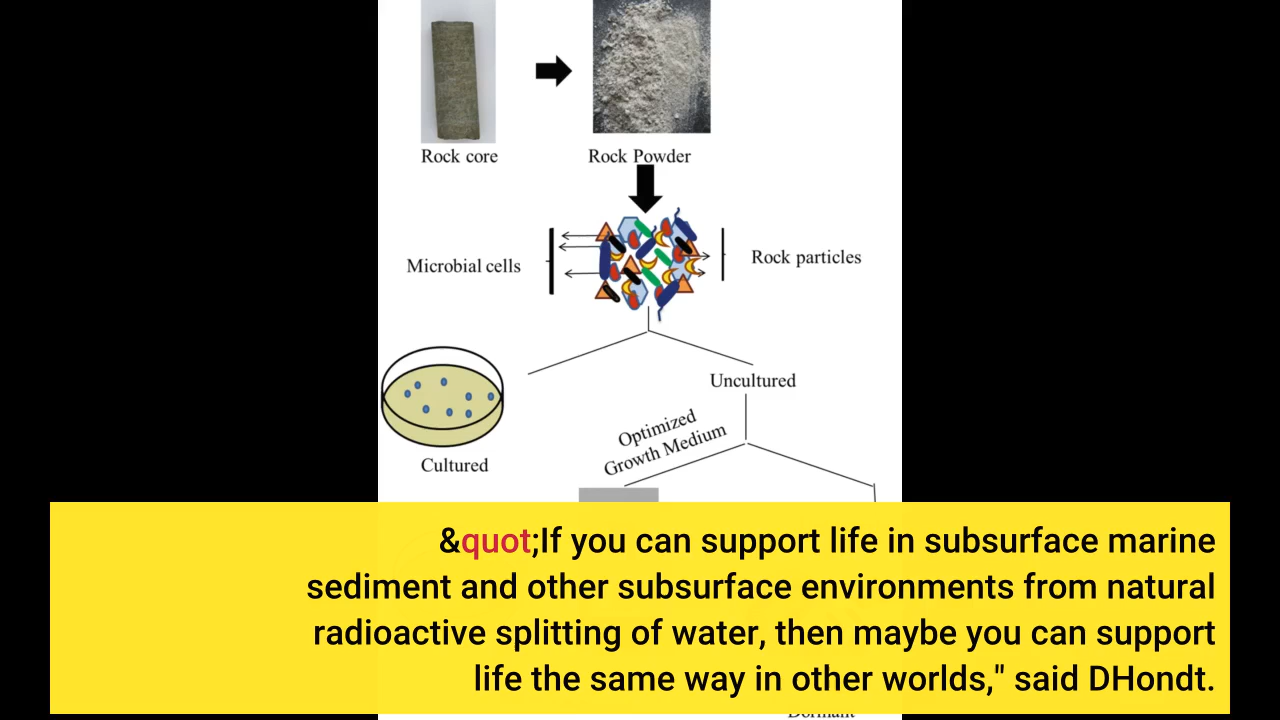 Rock core
Rock Powder
Microbial cells
Rock particles
Uncultured
Optimized
Growth Medium
Cultured
&quot;If you can support life in subsurface marine
sediment and other subsurface environments from natural
radioactive splitting of water, then maybe you can support
life the same way in other worlds," said DHondt.
Dormant